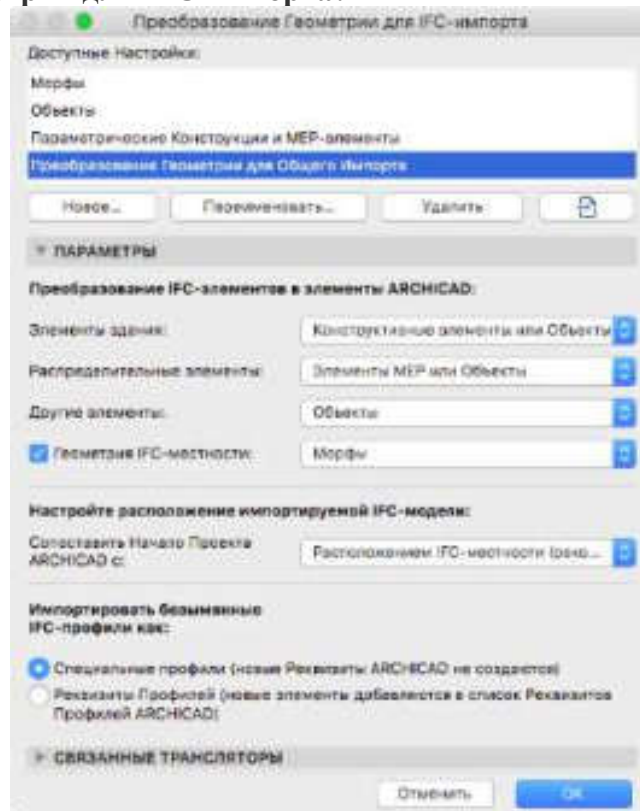 Преобразование Геометрии для IFC-импорта
Доступные Настройки:
Морфы
Объекты
Параметрические Конструкции и MEP-элементы
Преобразование Геометрии для Общего Импорта
Новое... Переименовать... Удалить
ПАРАМЕТРЫ
Преобразование IFC-элементов в элементы ARCHICAD:
Элементы здания: Конструктивные элементы или Объекты
Распределительные элементы: Элементы MEP или Объекты
Другие элементы: Объекты
Геометрия IFC-местности: Морфы
Настройте расположение импортируемой IFC-модели:
Сопоставить Начало Проекта
ARCHICAD с: Расположением IFC-местности (реко...
Импортировать безымянные
IFC-профили как:
Специальные профили (новые Реквизиты ARCHICAD не создаются)
Реквизиты Профилей (новые элементы добавляются в список Реквизитов
Профилей ARCHICAD)
СВЯЗАННЫЕ ТРАНСЛЯТОРЫ
Отменить OK